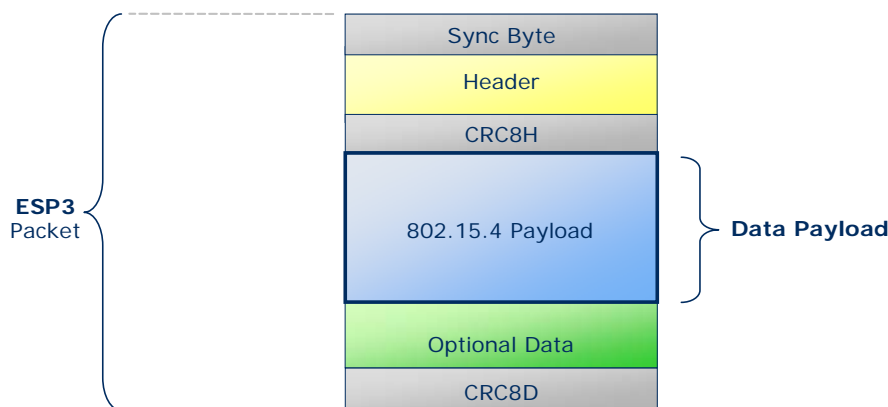 Sync Byte
Header
CRC8H
ESP3
Packet
802.15.4 Payload
Data Payload
Optional Data
CRC8D